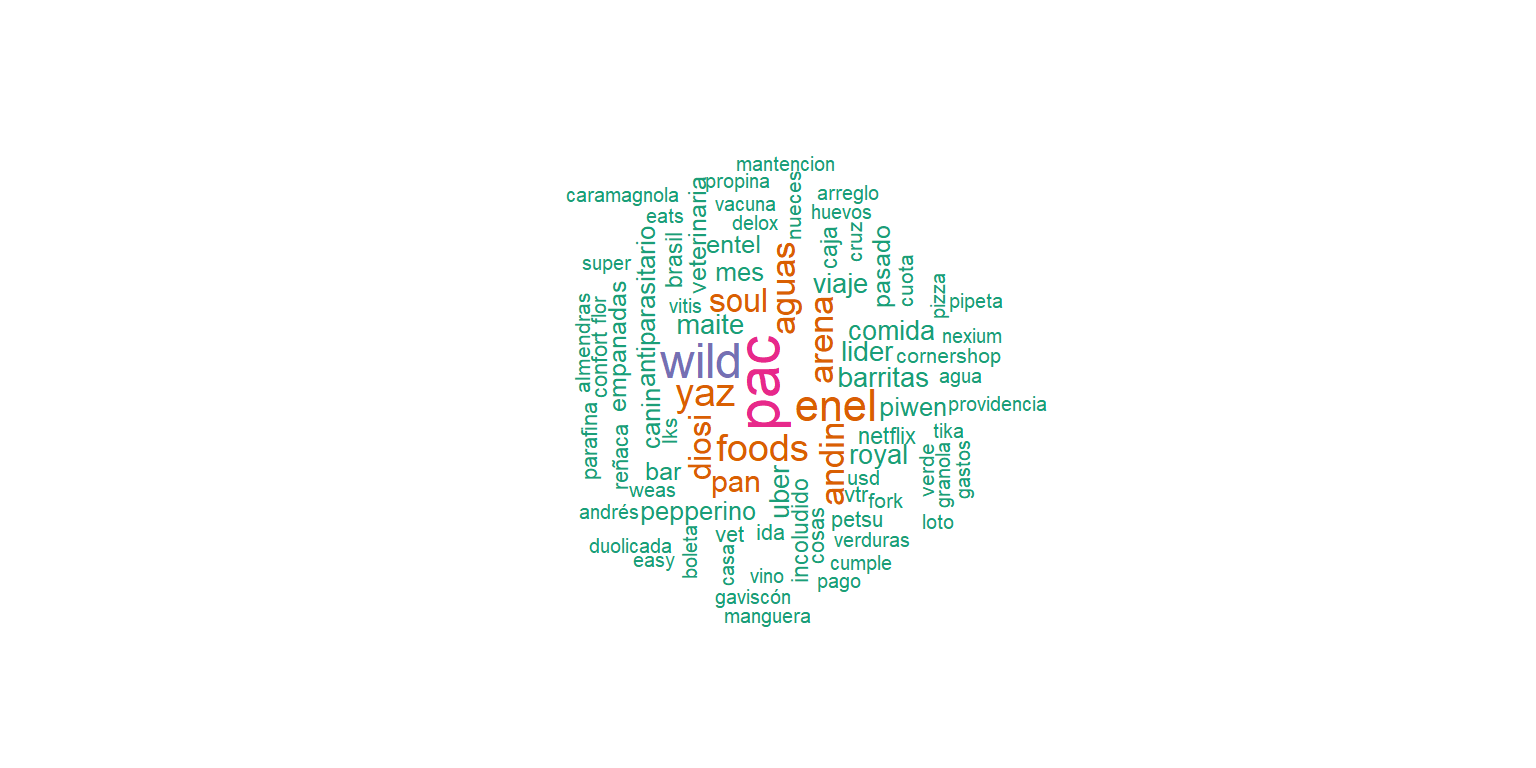 mantencion
propina
caramagnola
veterinaria
nueces
arreglo
vacuna
huevos
eats
delox
cruz
caja
pasado
brasil
antiparasitario
entel
aguas
super
mes
cuota
viaje
pizza
soul
pipeta
vitis
flor
almendras
empanadas
confort
maite
arena
comida
nexium
lider
cornershop
wild
pac
barritas
agua
yaz
enel
piwen
providencia
canin
lks
parafina
reñaca
diosi
foods
andin
netflix
tika
royal
verde
granola
gastos
bar
pan
uber
usd
weas
vtr
fork
andrés
pepperino
incoludido
cosas
petsu
loto
vet
ida
verduras
duolicada
easy
boleta
casa
cumple
vino
pago
gaviscón
manguera